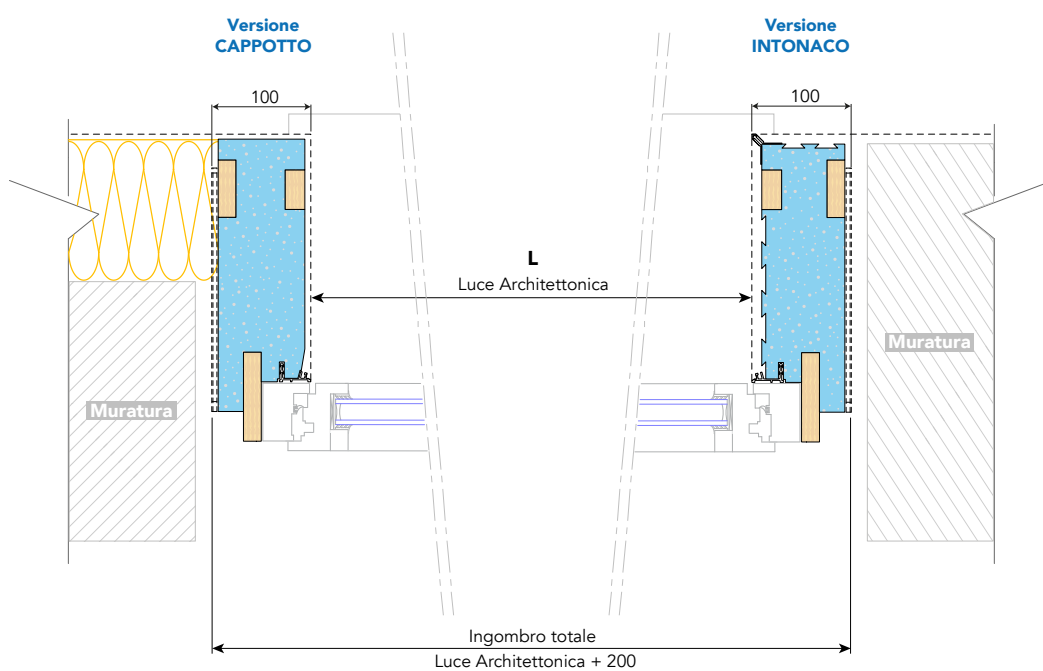 Versione
CAPPOTTO
Versione
INTONACO
100
100
L
Luce Architettonica
Muratura
Muratura
Ingombro totale
Luce Architettonica + 200